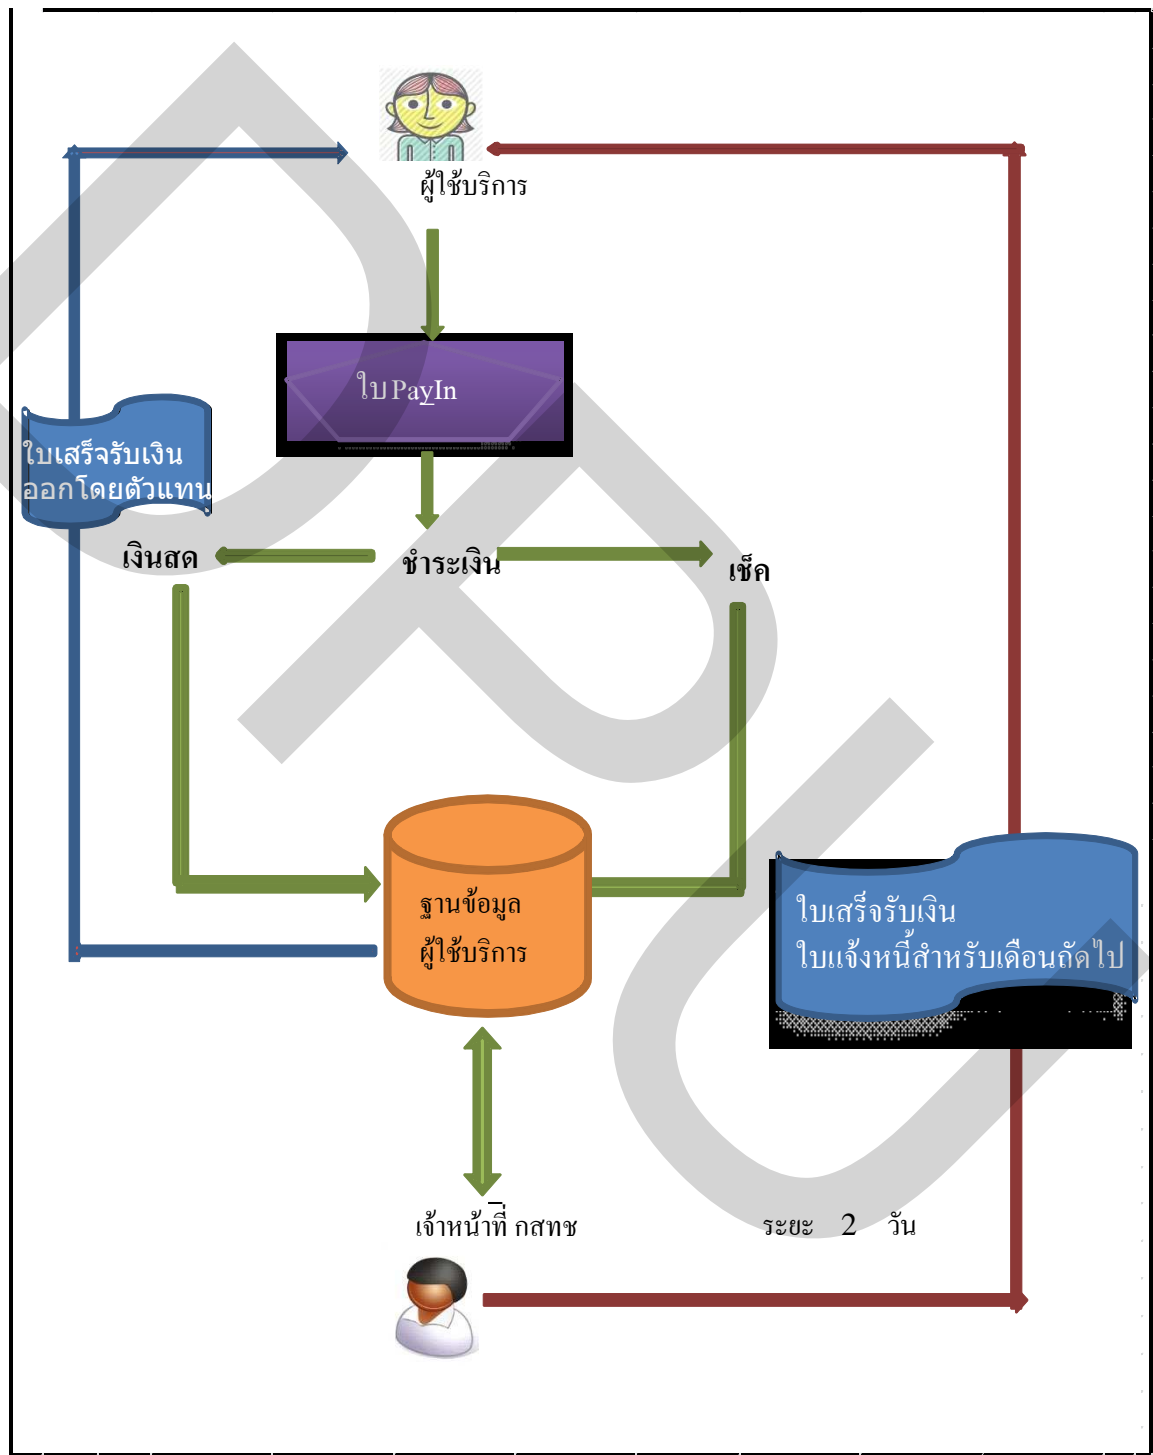 ผู้ใช้บริการ
ใบ PayIn
ใบเสร็จรับเงิน
ออกโดยตัวแทน
เงินสด
ชำระเงิน
เช็ค
ฐานข้อมูล
ผู้ใช้บริการ
ใบเสร็จรับเงิน
ใบแจ้งหนี้สำหรับเดือนถัดไป
เจ้าหน้าที่ กสทช
ระยะ 2 วัน
DPU